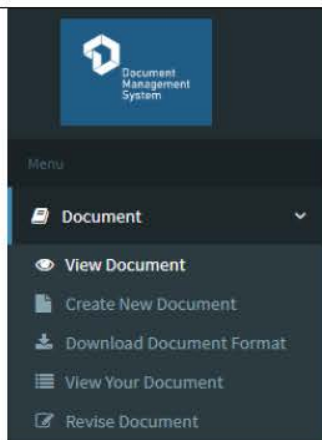 Document
Management
System
Menu
Document
View Document
Create New Document
Download Document Format
View Your Document
Revise Document